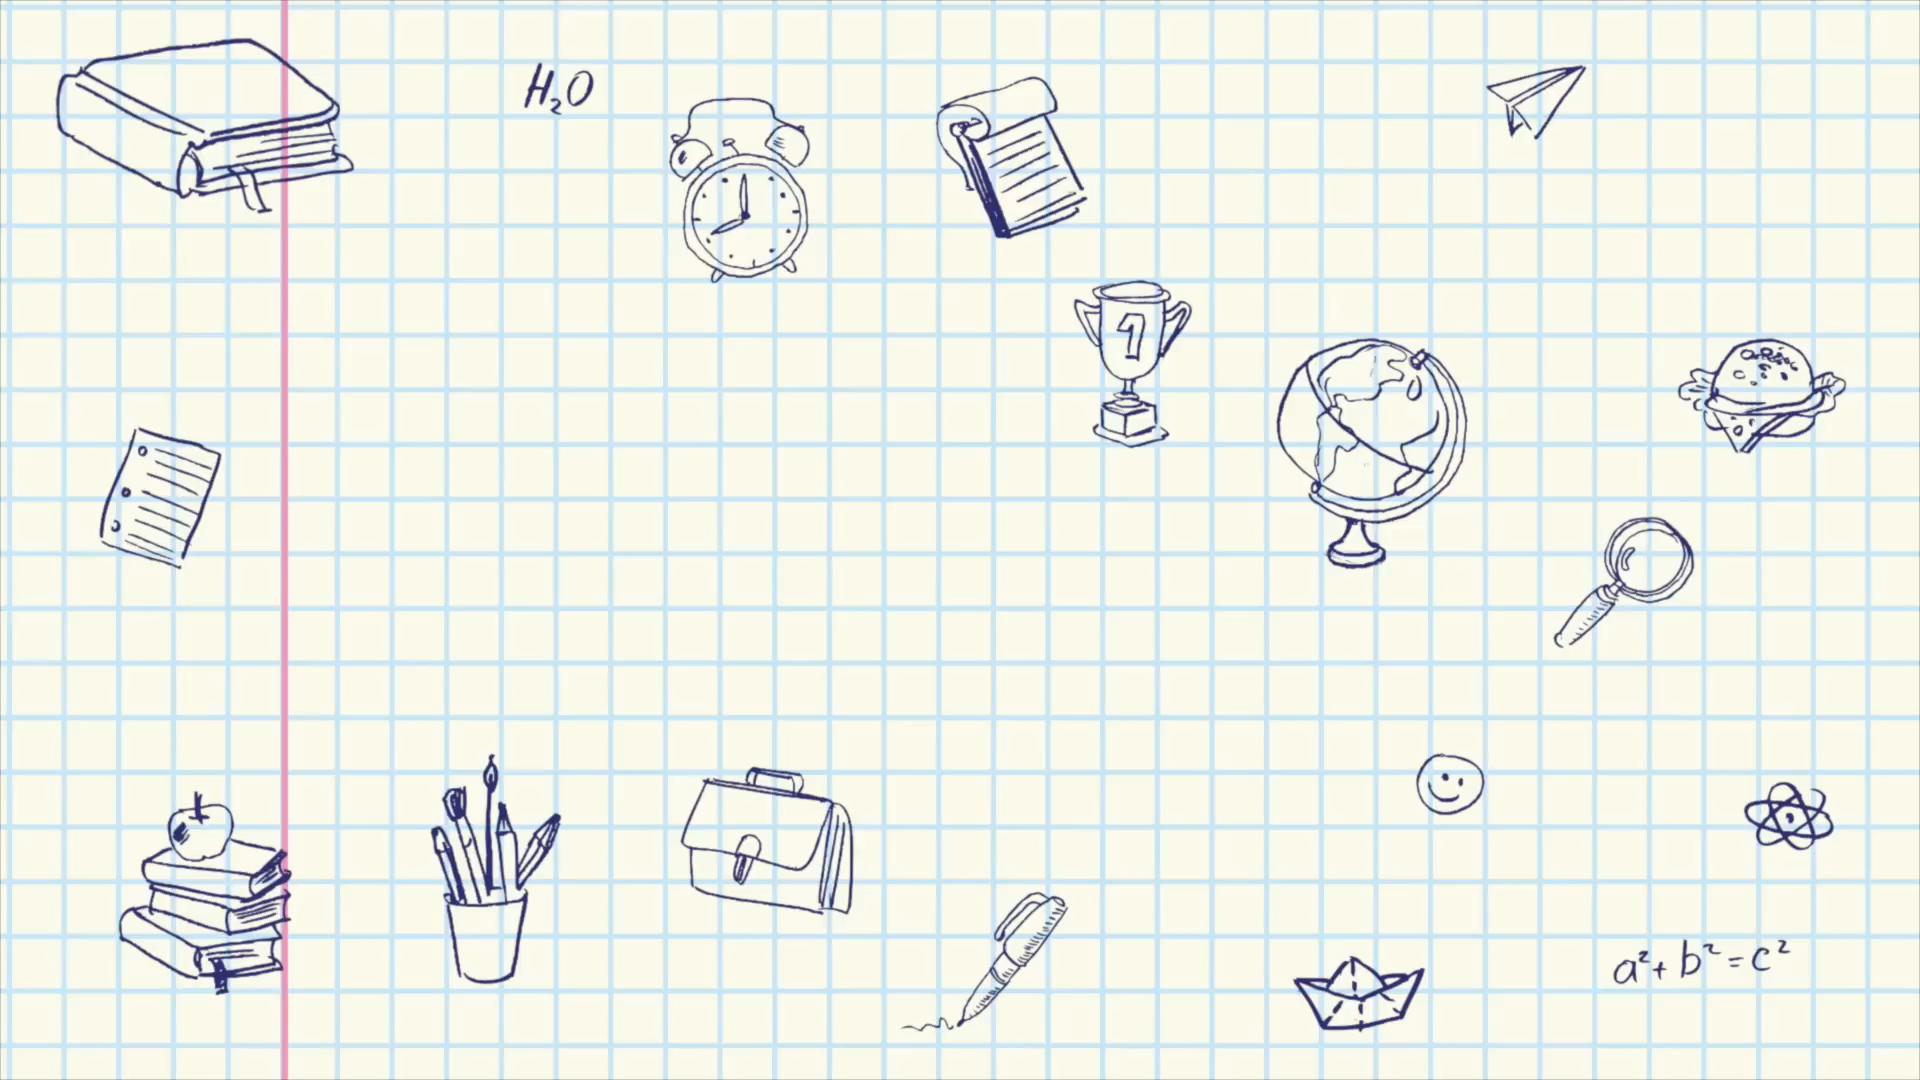 H₂O
1
a² + b² = c²